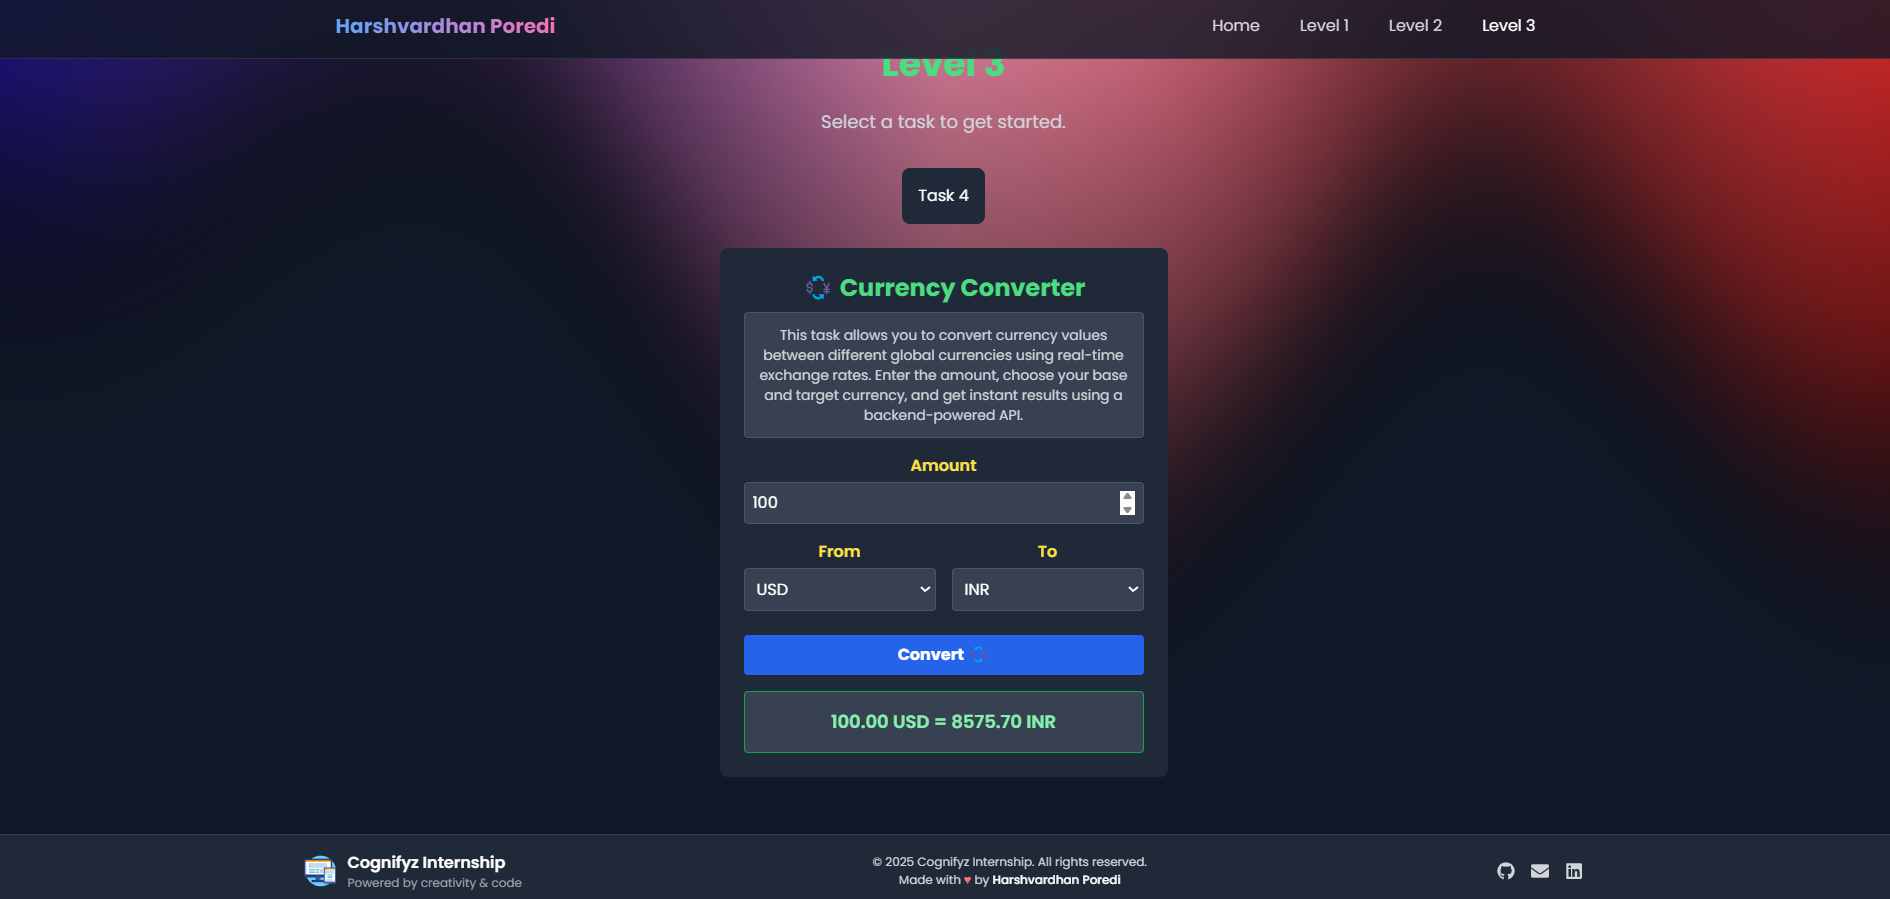 Harshvardhan Poredi
Home
Level 1
Level 2
Level 3
Level 3
Select a task to get started.
Task 4
Currency Converter
This task allows you to convert currency values
between different global currencies using real-time
exchange rates. Enter the amount, choose your base
and target currency, and get instant results using a
backend-powered API.
Amount
100
From
To
USD
INR
Convert
100.00 USD = 8575.70 INR
Cognifyz Internship
Powered by creativity & code
© 2025 Cognifyz Internship. All rights reserved.
Made with ♥ by Harshvardhan Poredi